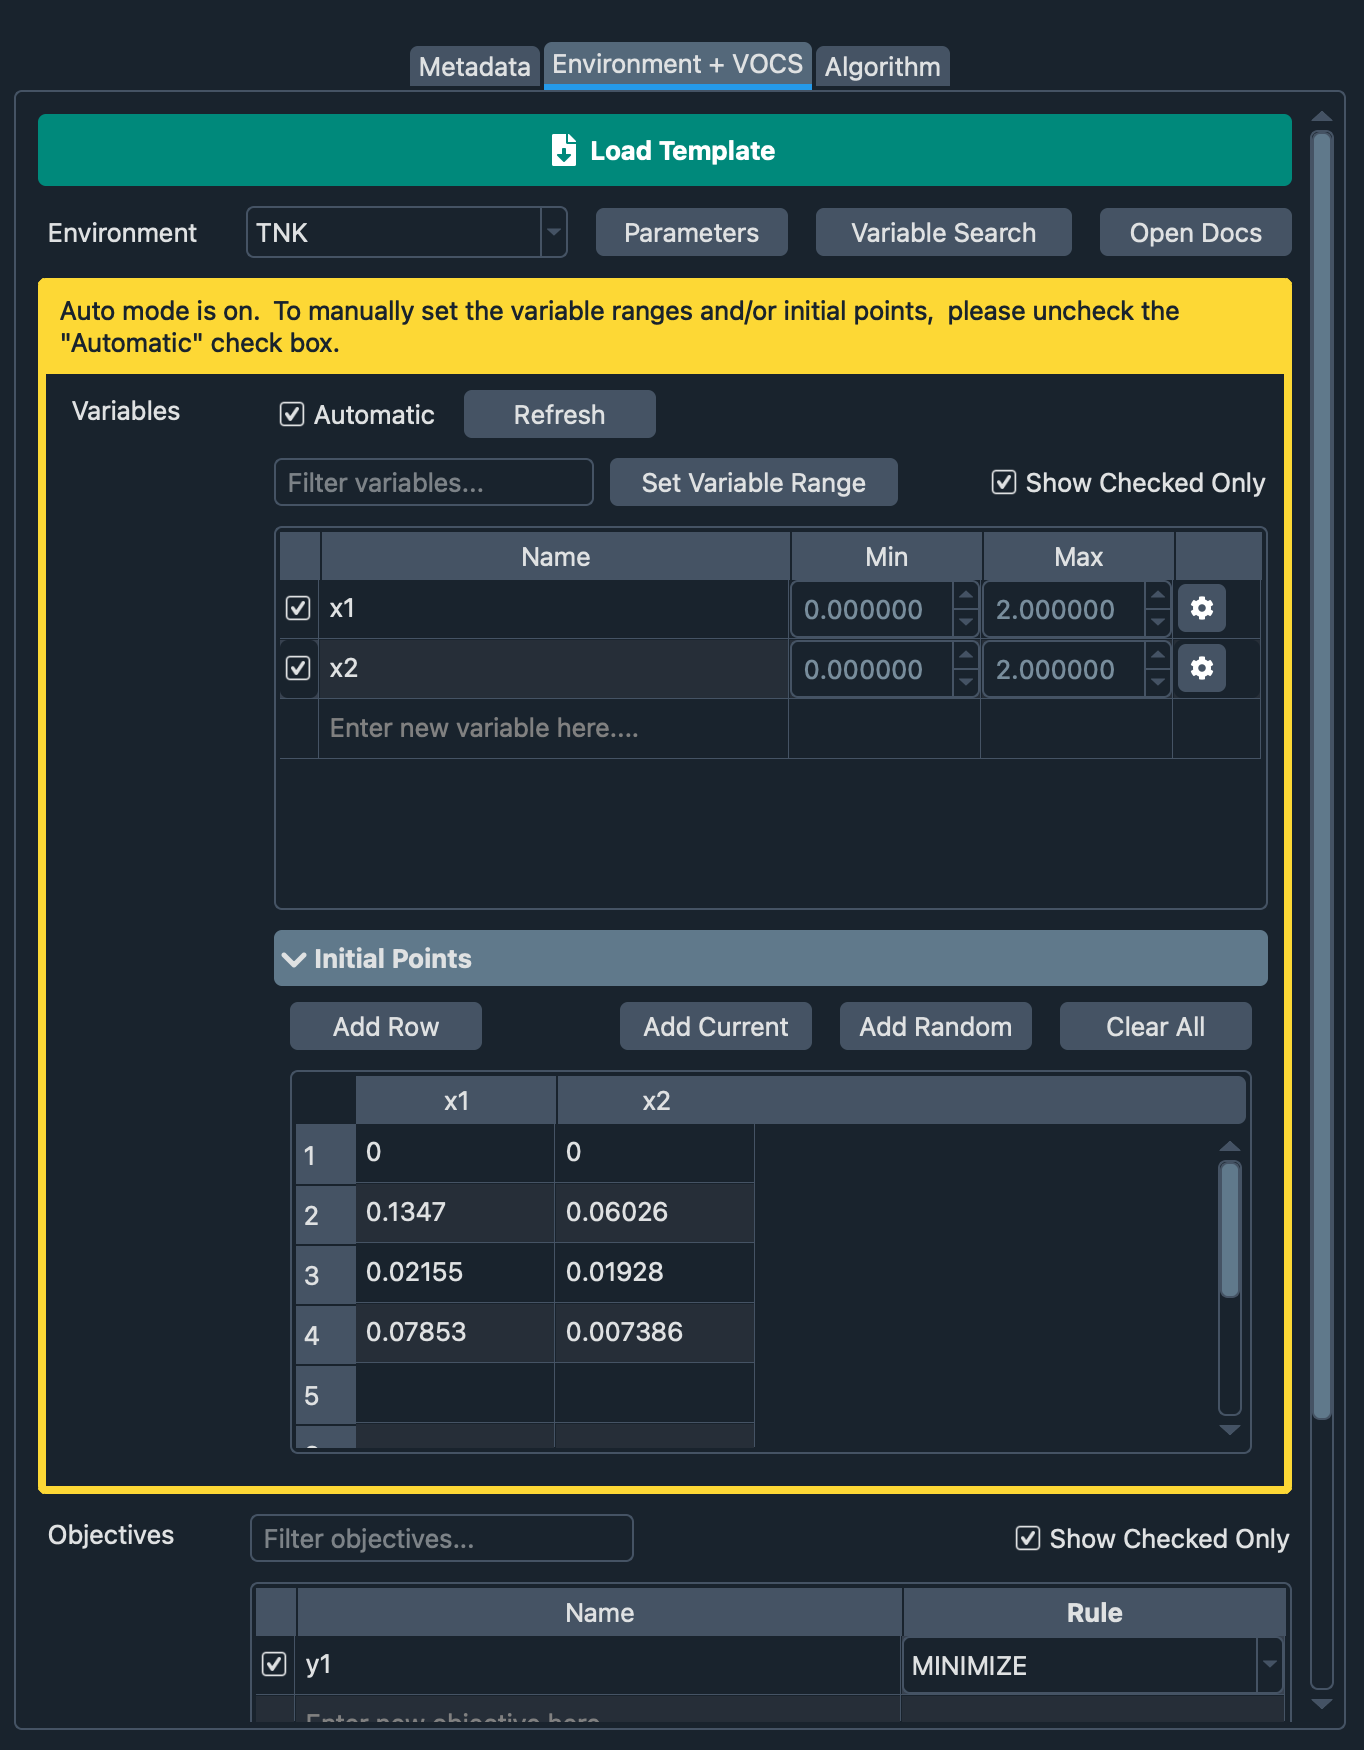 Metadata
Environment + VOCS
Algorithm
Load Template
Environment
TNK
Parameters
Variable Search
Open Docs
Auto mode is on.  To manually set the variable ranges and/or initial points,  please uncheck the
"Automatic" check box.
Variables
Automatic
Refresh
Filter variables...
Set Variable Range
Show Checked Only
Name
Min
Max
x1
0.000000
2.000000
x2
0.000000
2.000000
Enter new variable here....
Initial Points
Add Row
Add Current
Add Random
Clear All
x1
x2
1
0
0
2
0.1347
0.06026
3
0.02155
0.01928
4
0.07853
0.007386
5
Objectives
Filter objectives...
Show Checked Only
Name
Rule
y1
MINIMIZE
Enter new objective here